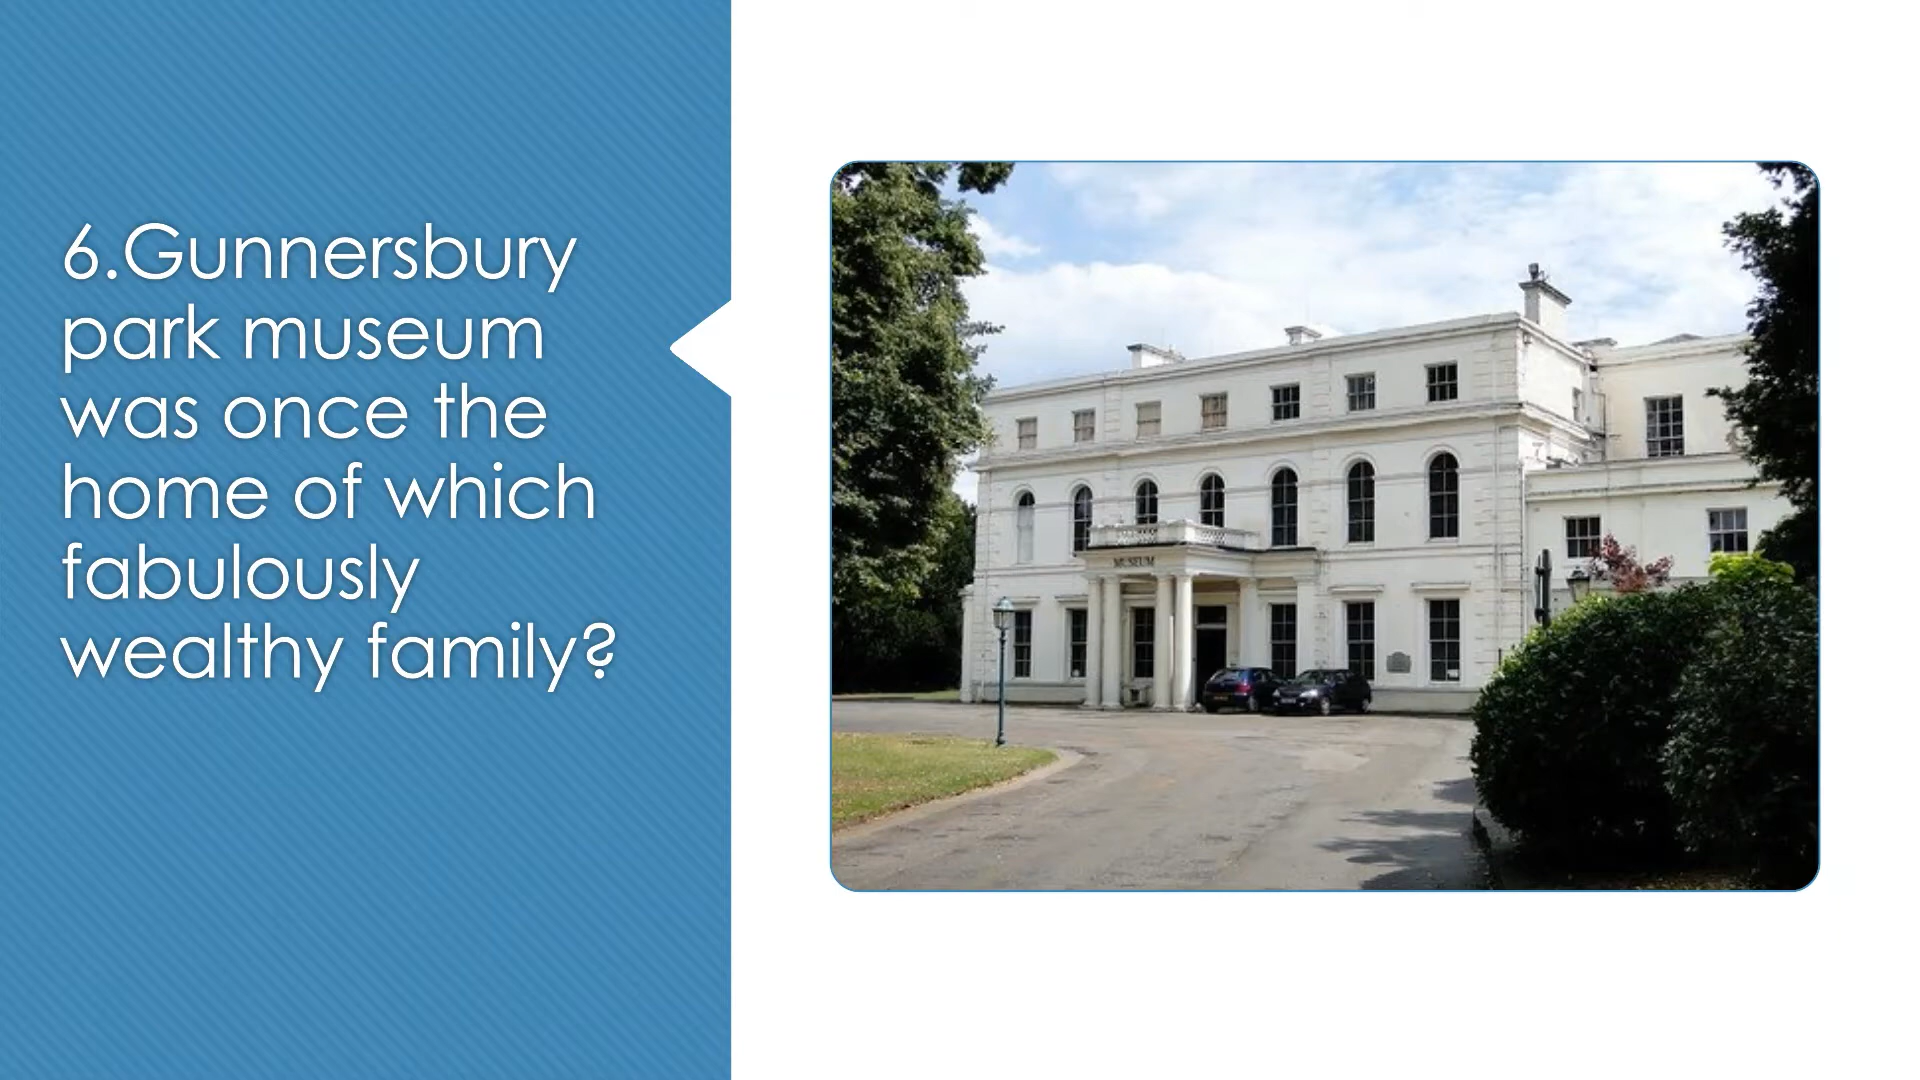 6.Gunnersbury
park museum
was once the
home of which
fabulously
wealthy family?
MUSEUM